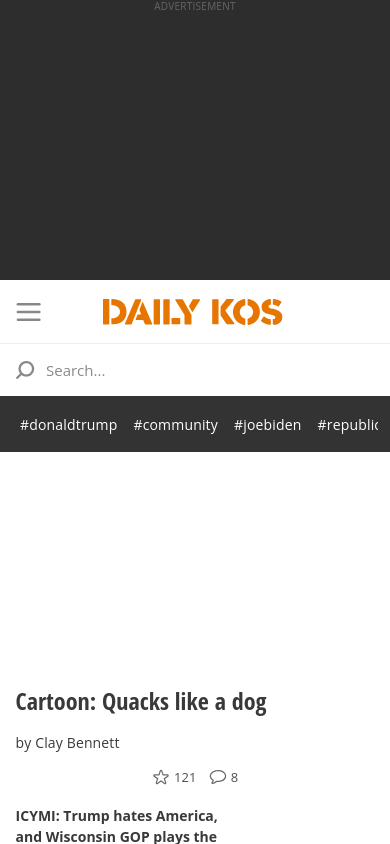 ADVERTISEMENT
DAILY KOS
Search...
#donaldtrump #community #joebiden #republic
Cartoon: Quacks like a dog
by Clay Bennett
121 8
ICYMI: Trump hates America,
and Wisconsin GOP plays the